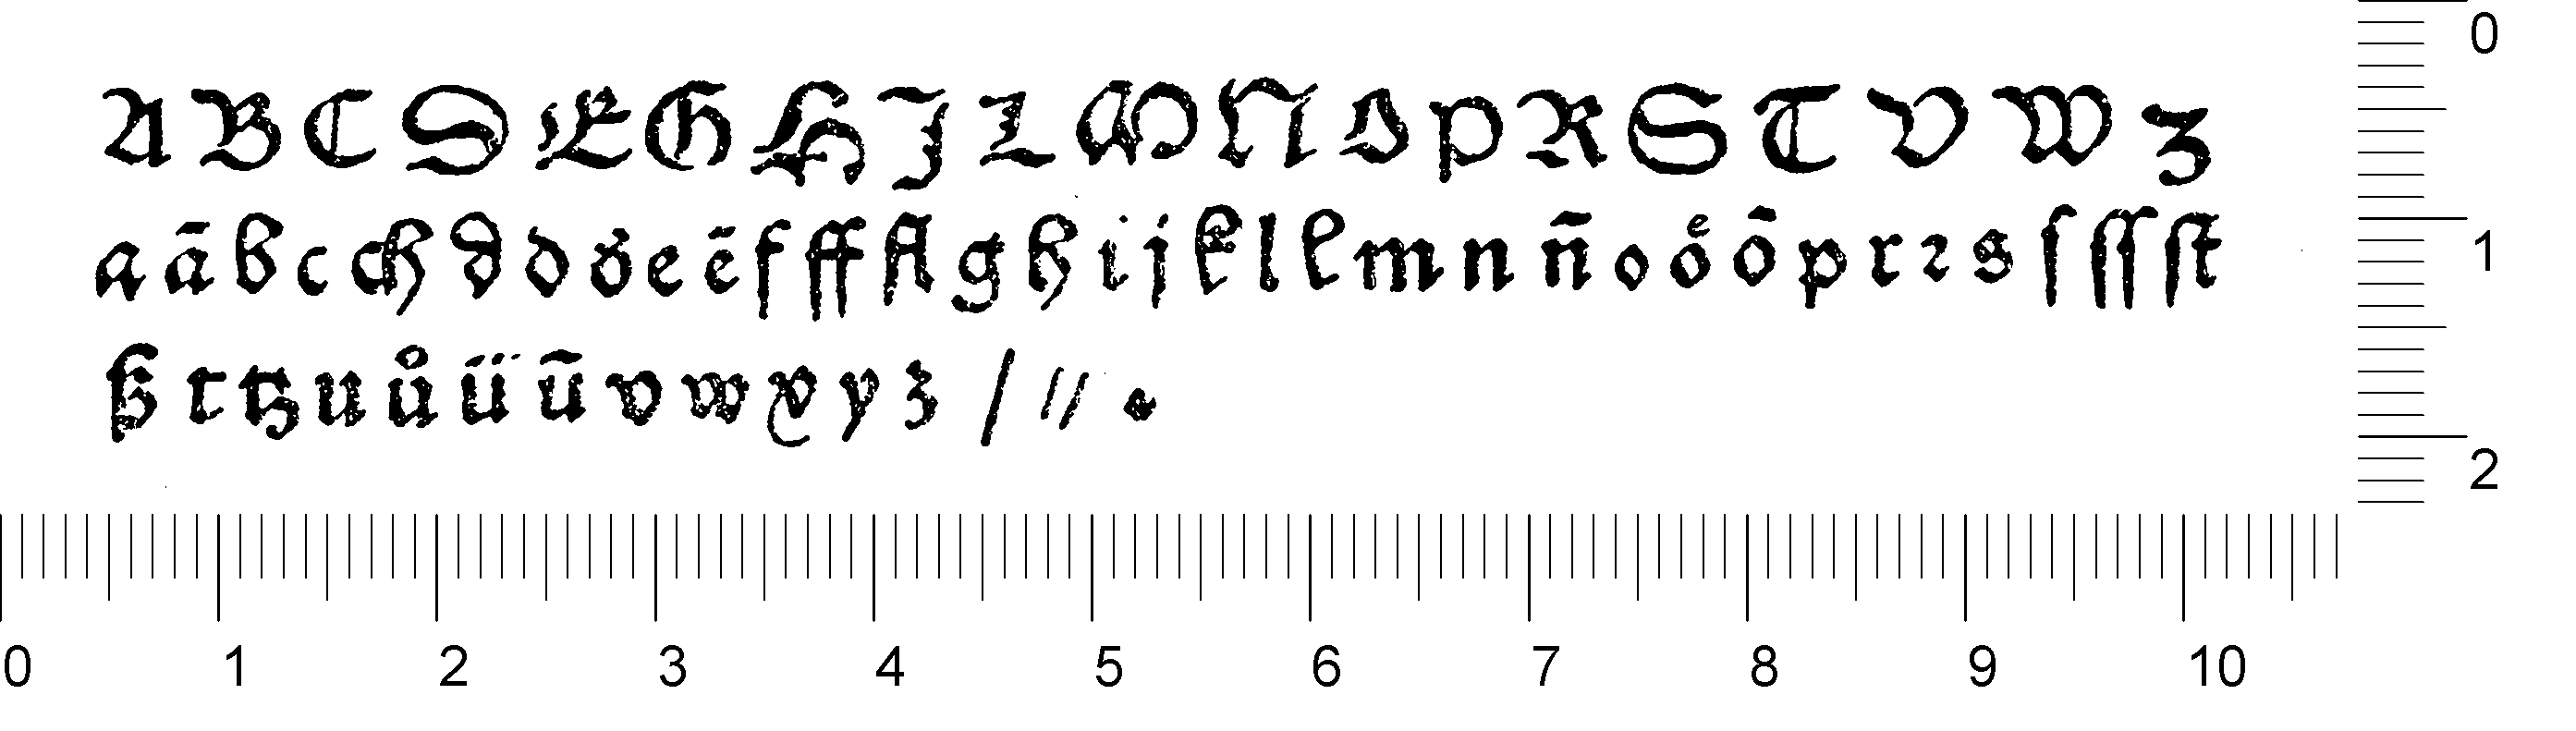 A B C D E G H J L M N O P R S T V W Z
a ã b c ch d d d e ē f ff fl g h i j k l l m n ñ o oͤ õ p r ꝛ s ſ ſſ ſt
ß t tz u ů ü ũ v w x y z / // .
0
1
2
0 1 2 3 4 5 6 7 8 9 10